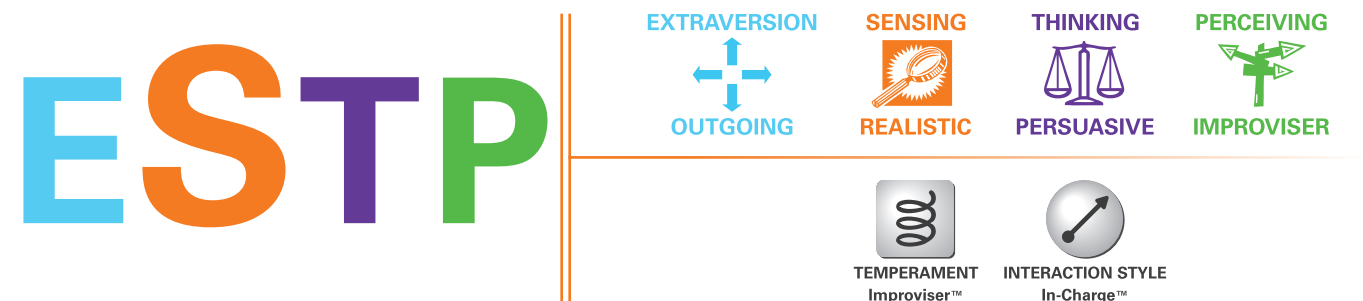 ESTP
EXTRAVERSION
OUTGOING
SENSING
REALISTIC
THINKING
PERSUASIVE
PERCEIVING
IMPROVISER
TEMPERAMENT
Improviser™
INTERACTION STYLE
In-Charge™